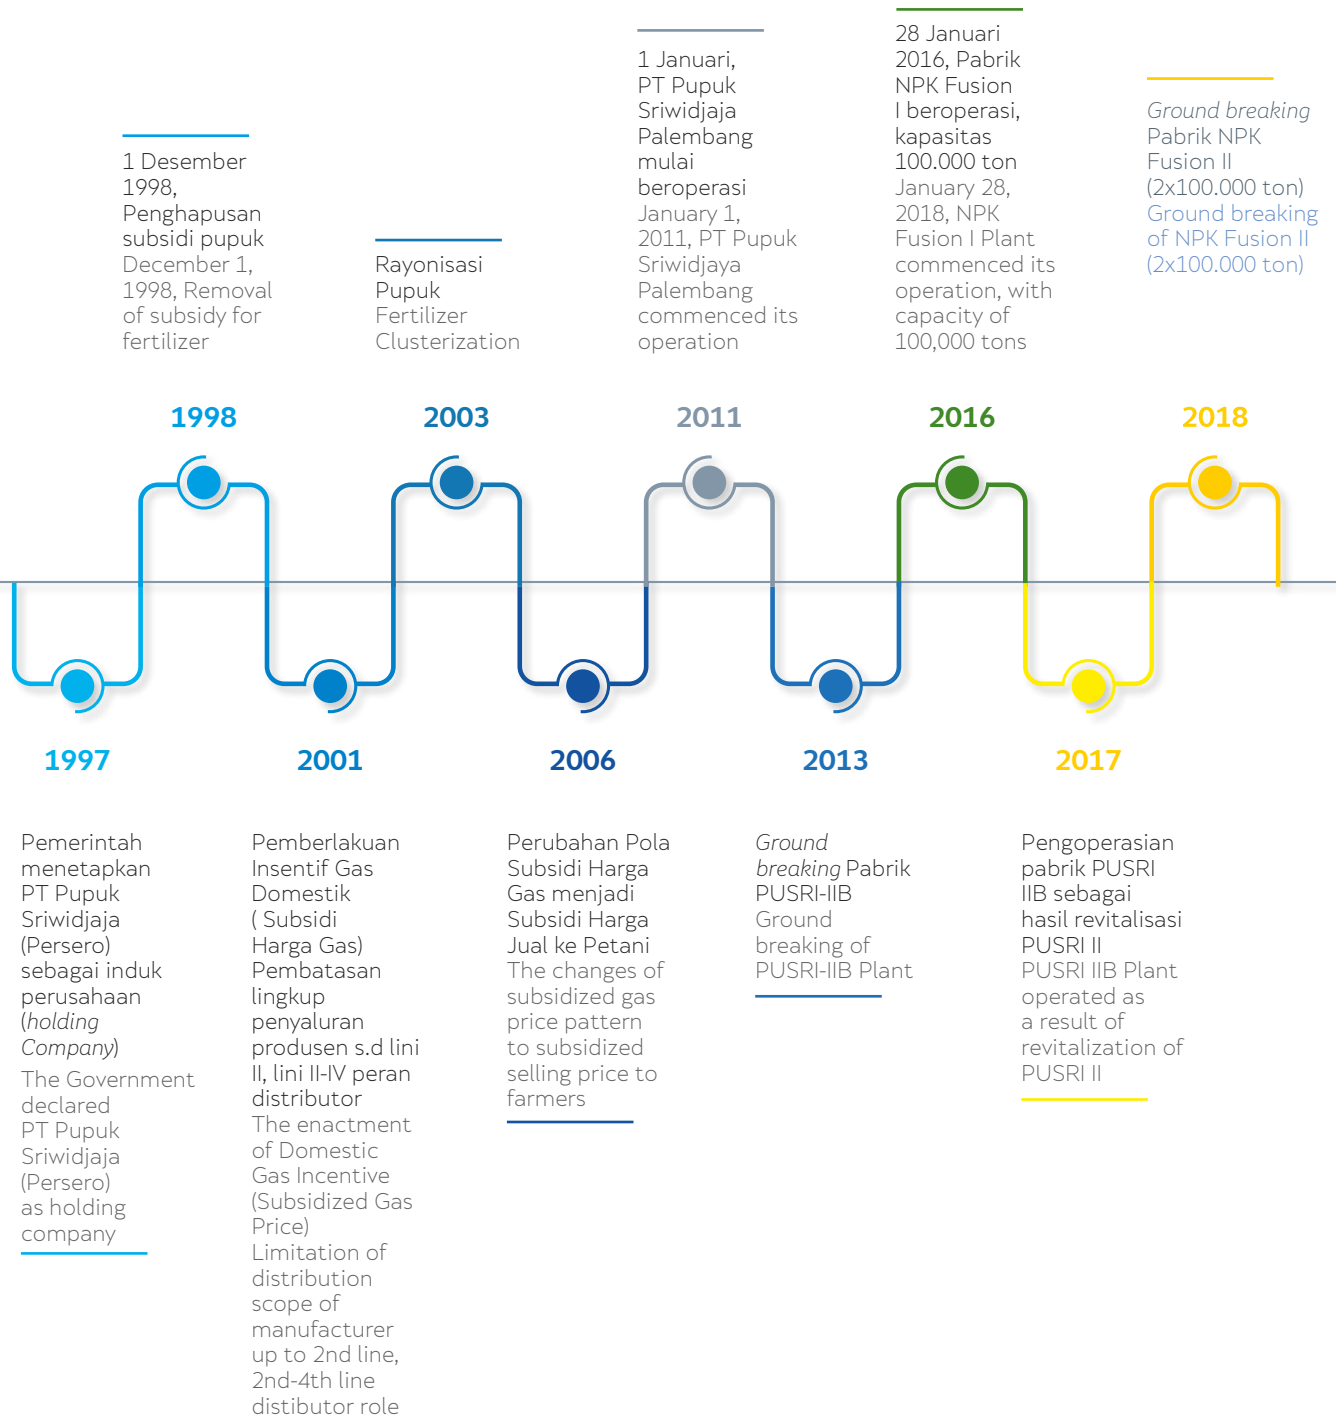 1 Desember
1998,
Penghapusan
subsidi pupuk
December 1,
1998, Removal
of subsidy for
fertilizer
Rayonisasi
Pupuk
Fertilizer
Clusterization
1 Januari,
PT Pupuk
Sriwidjaja
Palembang
mulai
beroperasi
January 1,
2011, PT Pupuk
Sriwidjaya
Palembang
commenced its
operation
28 Januari
2016, Pabrik
NPK Fusion
I beroperasi,
kapasitas
100.000 ton
January 28,
2018, NPK
Fusion I Plant
commenced its
operation, with
capacity of
100,000 tons
Ground breaking
Pabrik NPK
Fusion II
(2x100.000 ton)
Ground breaking
of NPK Fusion II
(2x100.000 ton)
1998
2003
2011
2016
2018
1997
2001
2006
2013
2017
Pemerintah
menetapkan
PT Pupuk
Sriwidjaja
(Persero)
sebagai induk
perusahaan
(holding
Company)
The Government
declared
PT Pupuk
Sriwidjaja
(Persero)
as holding
company
Pemberlakuan
Insentif Gas
Domestik
( Subsidi
Harga Gas)
Pembatasan
lingkup
penyaluran
produsen s.d lini
II, lini II-IV peran
distributor
The enactment
of Domestic
Gas Incentive
(Subsidized Gas
Price)
Limitation of
distribution
scope of
manufacturer
up to 2nd line,
2nd-4th line
distibutor role
Perubahan Pola
Subsidi Harga
Gas menjadi
Subsidi Harga
Jual ke Petani
The changes of
subsidized gas
price pattern
to subsidized
selling price to
farmers
Ground
breaking Pabrik
PUSRI-IIB
Ground
breaking of
PUSRI-IIB Plant
Pengoperasian
pabrik PUSRI
IIB sebagai
hasil revitalisasi
PUSRI II
PUSRI IIB Plant
operated as
a result of
revitalization of
PUSRI II